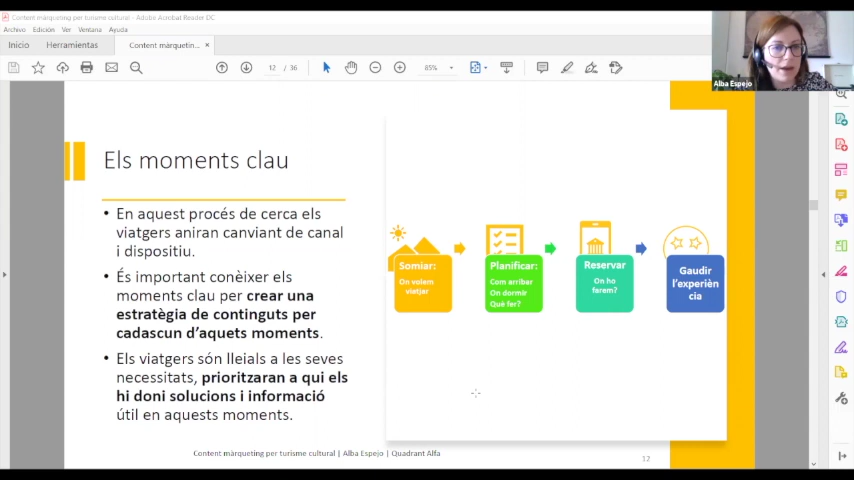 Content màrqueting per turisme cultural - Adobe Acrobat Reader DC
Archivo Edición Ver Ventana Ayuda
Inicio Herramientas Content màrquetin... ×
12 / 36 85%
Alba Espejo
Els moments clau
• En aquest procés de cerca els
viatgers aniran canviant de canal
i dispositiu.
• És important conèixer els
moments clau per crear una
estratègia de continguts per
cadascun d'aquets moments.
• Els viatgers són lleials a les seves
necessitats, prioritzaran a qui els
hi doni solucions i informació
útil en aquests moments.
Somiar:
On volem
viatjar
Planificar:
Com arribar
On dormir
Què fer?
Reservar
On ho
farem?
Gaudir
l'experièn
cia
Content màrqueting per turisme cultural | Alba Espejo | Quadrant Alfa
12